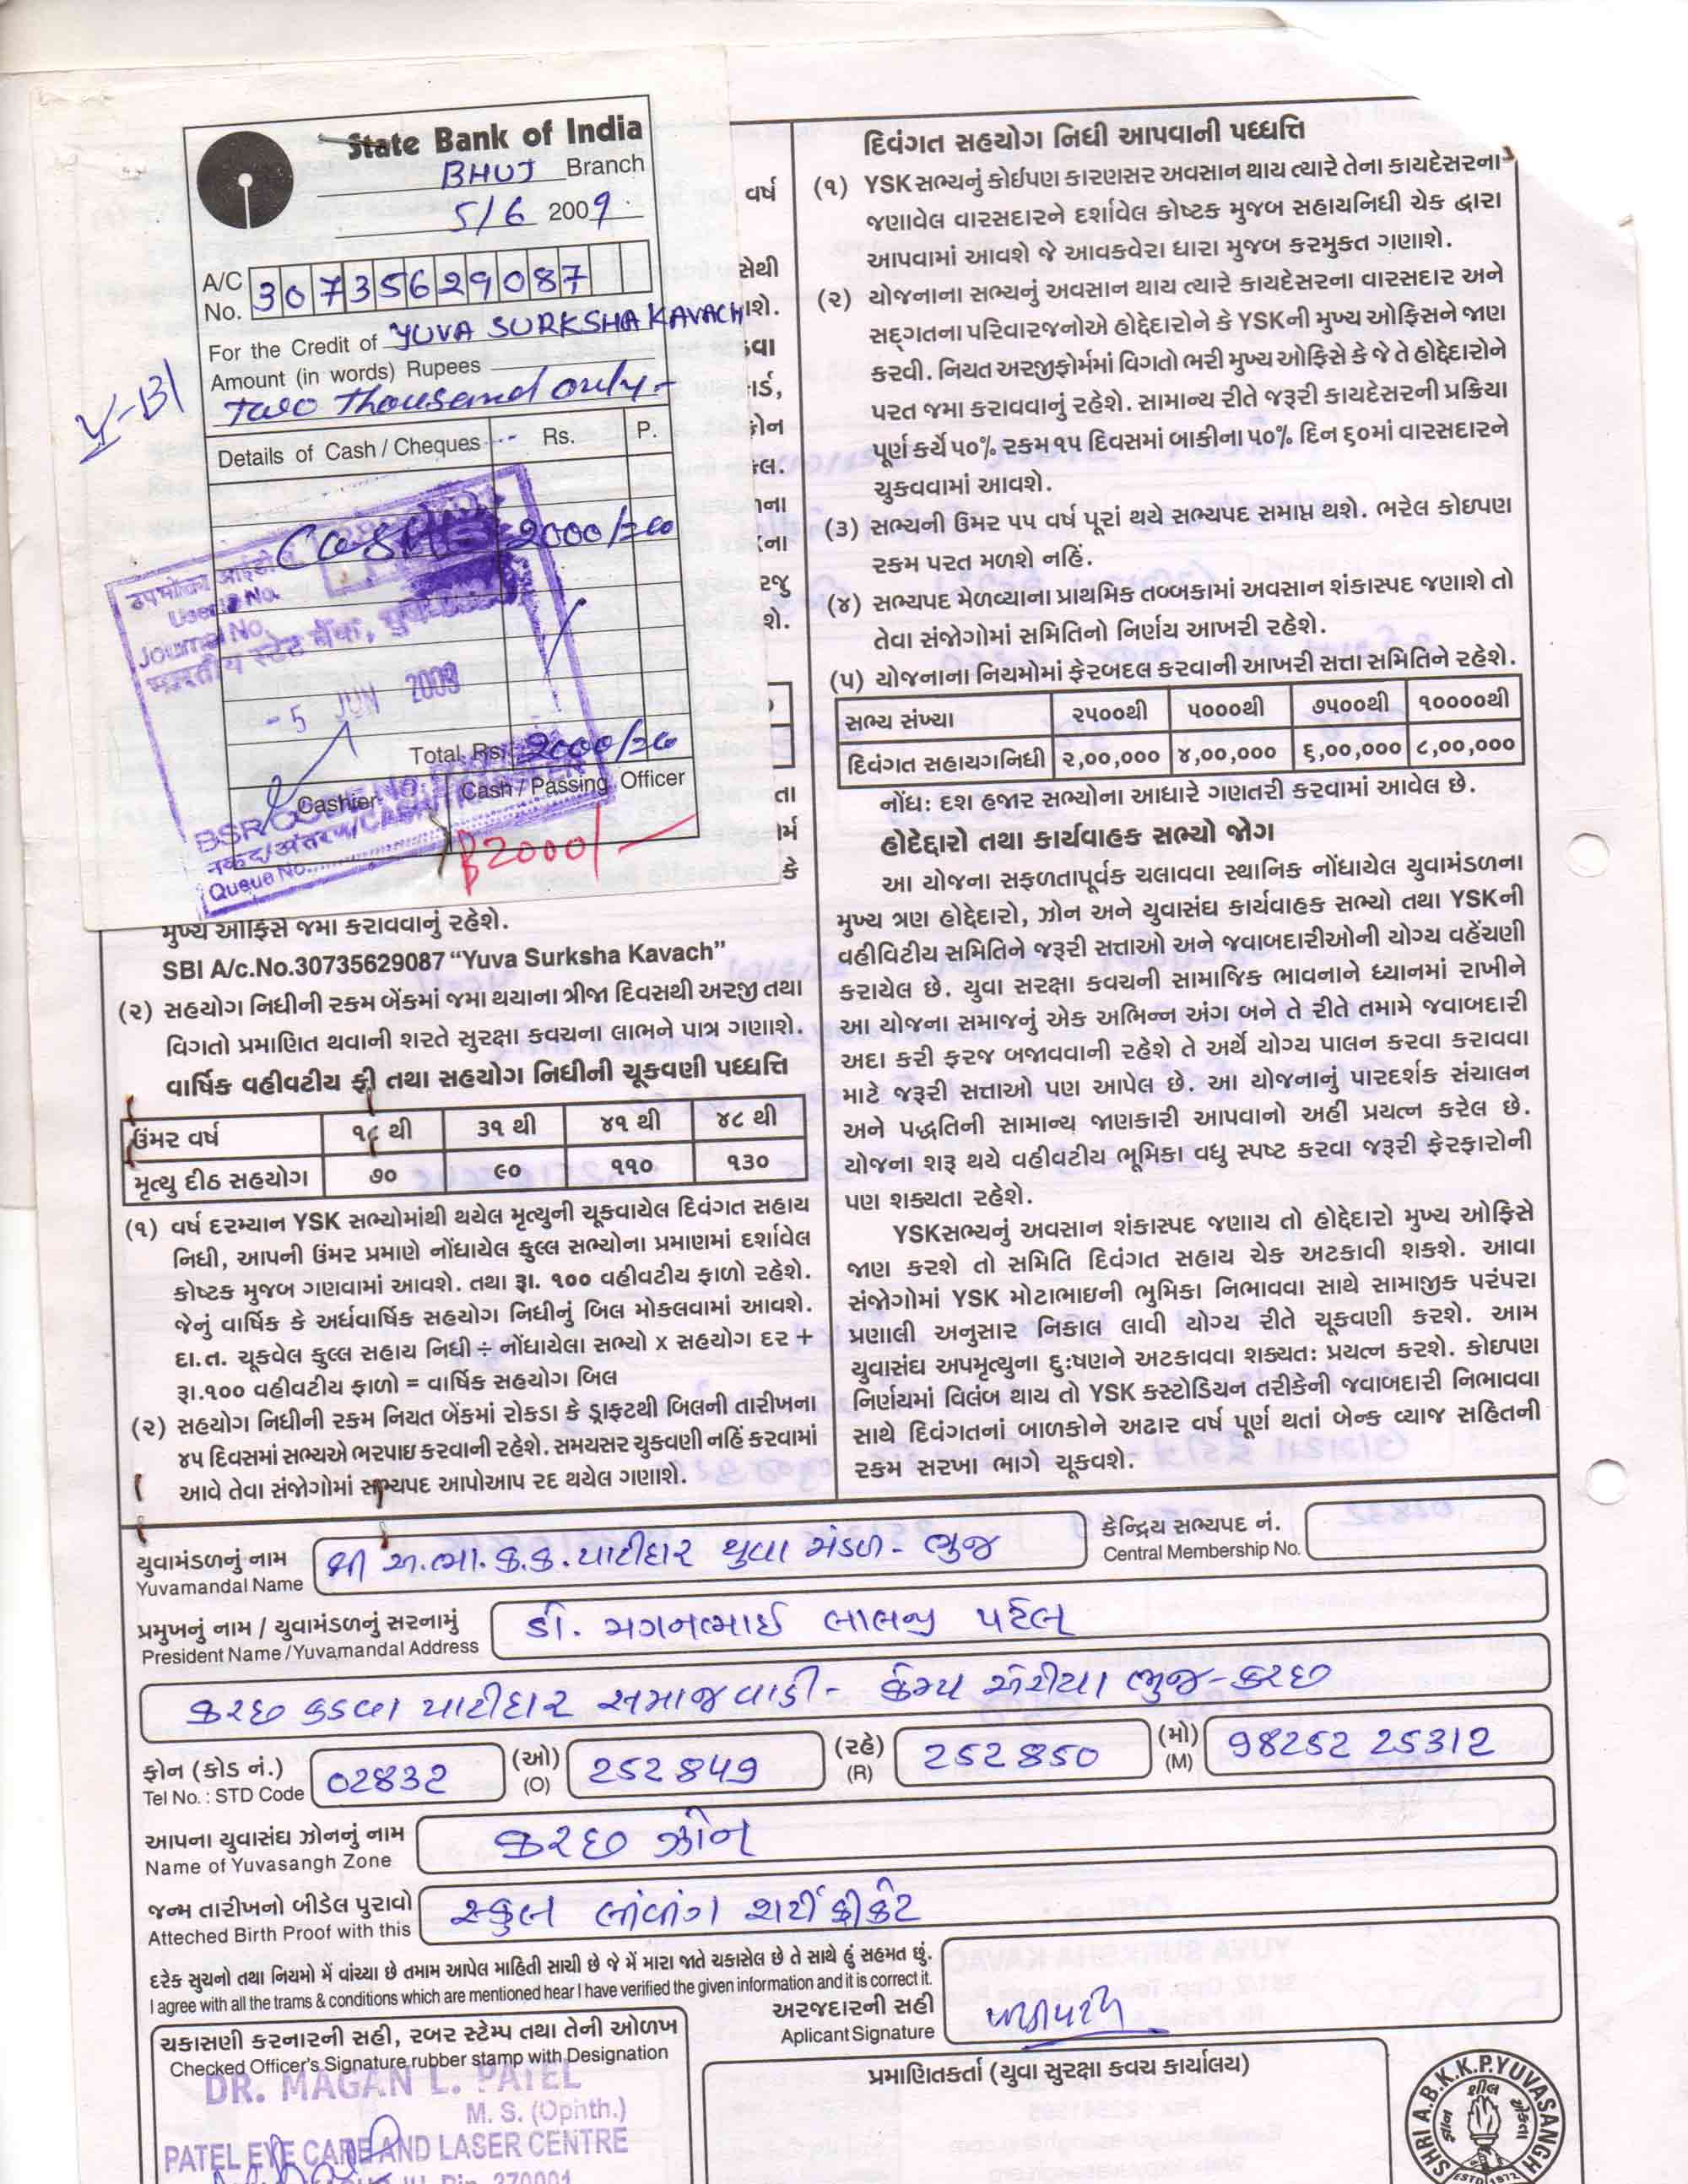 State Bank of India
BHUJ Branch
5/6 2009
A/C No. 30735629087
For the Credit of YUVA SURKSHA KAVACH
Amount (in words) Rupees
Two Thousand only -
Details of Cash / Cheques Rs. P.
Cash 2000/=00
Total Rs. 2000/=00
Cashier Cash / Passing Officer
2000/-
V-B1
User ID No.
Journal No.
-5 JUN 2009
Queue No.
વર્ષ
સેથી
શે.
વા
ર્ડ,
ફોન
કલ.
ના
રજુ
શે.
તા
ર્મ
કે
મુખ્ય ઓફિસે જમા કરાવવાનું રહેશે.
SBI A/c.No.30735629087 “Yuva Surksha Kavach”
(૨) સહયોગ નિધીની રકમ બેંકમાં જમા થયાના ત્રીજા દિવસથી અરજી તથા
વિગતો પ્રમાણિત થવાની શરતે સુરક્ષા કવચના લાભને પાત્ર ગણાશે.
વાર્ષિક વહીવટીય ફી તથા સહયોગ નિધીની ચૂકવણી પધ્ધત્તિ
ઉંમર વર્ષ ૧૮ થી ૩૧ થી ૪૧ થી ૪૮ થી
મૃત્યુ દીઠ સહયોગ ૭૦ ૯૦ ૧૧૦ ૧૩૦
(૧) વર્ષ દરમ્યાન YSK સભ્યોમાંથી થયેલ મૃત્યુની ચૂકવાયેલ દિવંગત સહાય
નિધી, આપની ઉંમર પ્રમાણે નોંધાયેલ કુલ્લ સભ્યોના પ્રમાણમાં દર્શાવેલ
કોષ્ટક મુજબ ગણવામાં આવશે. તથા રૂા. ૧૦૦ વહીવટીય ફાળો રહેશે.
જેનું વાર્ષિક કે અર્ધવાર્ષિક સહયોગ નિધીનું બિલ મોકલવામાં આવશે.
દા.ત. ચૂકવેલ કુલ્લ સહાય નિધી ÷ નોંધાયેલા સભ્યો x સહયોગ દર +
રૂા.૧૦૦ વહીવટીય ફાળો = વાર્ષિક સહયોગ બિલ
(૨) સહયોગ નિધીની રકમ નિયત બેંકમાં રોકડા કે ડ્રાફટથી બિલની તારીખના
૪૫ દિવસમાં સભ્યએ ભરપાઇ કરવાની રહેશે. સમયસર ચુકવણી નહિં કરવામાં
આવે તેવા સંજોગોમાં સભ્યપદ આપોઆપ રદ થયેલ ગણાશે.
દિવંગત સહયોગ નિધી આપવાની પધ્ધત્તિ
(૧) YSK સભ્યનું કોઈપણ કારણસર અવસાન થાય ત્યારે તેના કાયદેસરના
જણાવેલ વારસદારને દર્શાવેલ કોષ્ટક મુજબ સહાયનિધી ચેક દ્વારા
આપવામાં આવશે જે આવકવેરા ધારા મુજબ કરમુકત ગણાશે.
(૨) યોજનાના સભ્યનું અવસાન થાય ત્યારે કાયદેસરના વારસદાર અને
સદ્ગતના પરિવારજનોએ હોદ્દેદારોને કે YSKની મુખ્ય ઓફિસને જાણ
કરવી. નિયત અરજીફોર્મમાં વિગતો ભરી મુખ્ય ઓફિસે કે જે તે હોદ્દેદારોને
પરત જમા કરાવવાનું રહેશે. સામાન્ય રીતે જરૂરી કાયદેસરની પ્રક્રિયા
પૂર્ણ કર્યે ૫૦% રકમ ૧૫ દિવસમાં બાકીના ૫૦% દિન ૬૦માં વારસદારને
ચુકવવામાં આવશે.
(૩) સભ્યની ઉંમર ૫૫ વર્ષ પૂરાં થયે સભ્યપદ સમાપ્ત થશે. ભરેલ કોઇપણ
રકમ પરત મળશે નહિં.
(૪) સભ્યપદ મેળવ્યાના પ્રાથમિક તબ્બકામાં અવસાન શંકાસ્પદ જણાશે તો
તેવા સંજોગોમાં સમિતિનો નિર્ણય આખરી રહેશે.
(૫) યોજનાના નિયમોમાં ફેરબદલ કરવાની આખરી સત્તા સમિતિને રહેશે.
સભ્ય સંખ્યા ૨૫૦૦થી ૫૦૦૦થી ૭૫૦૦થી ૧૦૦૦૦થી
દિવંગત સહાયગનિધી ૨,૦૦,૦૦૦ ૪,૦૦,૦૦૦ ૬,૦૦,૦૦૦ ૮,૦૦,૦૦૦
નોંધ: દશ હજાર સભ્યોના આધારે ગણતરી કરવામાં આવેલ છે.
હોદેદ્દારો તથા કાર્યવાહક સભ્યો જોગ
આ યોજના સફળતાપૂર્વક ચલાવવા સ્થાનિક નોંધાયેલ યુવામંડળના
મુખ્ય ત્રણ હોદ્દેદારો, ઝોન અને યુવાસંઘ કાર્યવાહક સભ્યો તથા YSKની
વહીવિટીય સમિતિને જરૂરી સત્તાઓ અને જવાબદારીઓની યોગ્ય વહેંચણી
કરાયેલ છે. યુવા સરક્ષા કવચની સામાજિક ભાવનાને ધ્યાનમાં રાખીને
આ યોજના સમાજનું એક અભિન્ન અંગ બને તે રીતે તમામે જવાબદારી
અદા કરી ફરજ બજાવવાની રહેશે તે અર્થે યોગ્ય પાલન કરવા કરાવવા
માટે જરૂરી સત્તાઓ પણ આપેલ છે. આ યોજનાનું પારદર્શક સંચાલન
અને પદ્ધતિની સામાન્ય જાણકારી આપવાનો અહી પ્રયત્ન કરેલ છે.
યોજના શરૂ થયે વહીવટીય ભૂમિકા વધુ સ્પષ્ટ કરવા જરૂરી ફેરફારોની
પણ શક્યતા રહેશે.
YSKસભ્યનું અવસાન શંકાસ્પદ જણાય તો હોદ્દેદારો મુખ્ય ઓફિસે
જાણ કરશે તો સમિતિ દિવંગત સહાય ચેક અટકાવી શકશે. આવા
સંજોગોમાં YSK મોટાભાઇની ભુમિકા નિભાવવા સાથે સામાજીક પરંપરા
પ્રણાલી અનુસાર નિકાલ લાવી યોગ્ય રીતે ચૂકવણી કરશે. આમ
યુવાસંઘ અપમૃત્યુના દુ:ષણને અટકાવવા શક્યત: પ્રયત્ન કરશે. કોઇપણ
નિર્ણયમાં વિલંબ થાય તો YSK કસ્ટોડિયન તરીકેની જવાબદારી નિભાવવા
સાથે દિવંગતનાં બાળકોને અઢાર વર્ષ પૂર્ણ થતાં બેન્ક વ્યાજ સહિતની
રકમ સરખા ભાગે ચૂકવશે.
યુવામંડળનું નામ શ્રી અ.ભા.ક.ક.પાટીદાર યુવા મંડળ - ભુજ
Yuvamandal Name
કેન્દ્રિય સભ્યપદ નં.
Central Membership No.
પ્રમુખનું નામ / યુવામંડળનું સરનામું ડૉ. મગનભાઈ લાલજી પટેલ
President Name /Yuvamandal Address
કચ્છ કડવા પાટીદાર સમાજવાડી - કેમ્પ એરીયા ભુજ-કચ્છ
ફોન (કોડ નં.) 02832 (ઓ) 252849 (રહે) 252850 (મો) 98252 25312
Tel No. : STD Code (O) (R) (M)
આપના યુવાસંઘ ઝોનનું નામ કચ્છ ઝોન
Name of Yuvasangh Zone
જન્મ તારીખનો બીડેલ પુરાવો સ્કુલ લીવીંગ સર્ટીફીકેટ
Atteched Birth Proof with this
દરેક સુચનો તથા નિયમો મેં વાંચ્યા છે તમામ આપેલ માહિતી સાચી છે જે મેં મારા જાતે ચકાસેલ છે તે સાથે હું સહમત છું.
I agree with all the trams & conditions which are mentioned hear I have verified the given information and it is correct it.
અરજદારની સહી
Aplicant Signature
ચકાસણી કરનારની સહી, રબર સ્ટેમ્પ તથા તેની ઓળખ
Checked Officer's Signature rubber stamp with Designation
DR. MAGAN L. PATEL
M. S. (Ophth.)
PATEL EYE CARE AND LASER CENTRE
પ્રમાણિતકર્તા (યુવા સુરક્ષા કવચ કાર્યાલય)
SHRI A.B.K.K.P.YUVASANGH